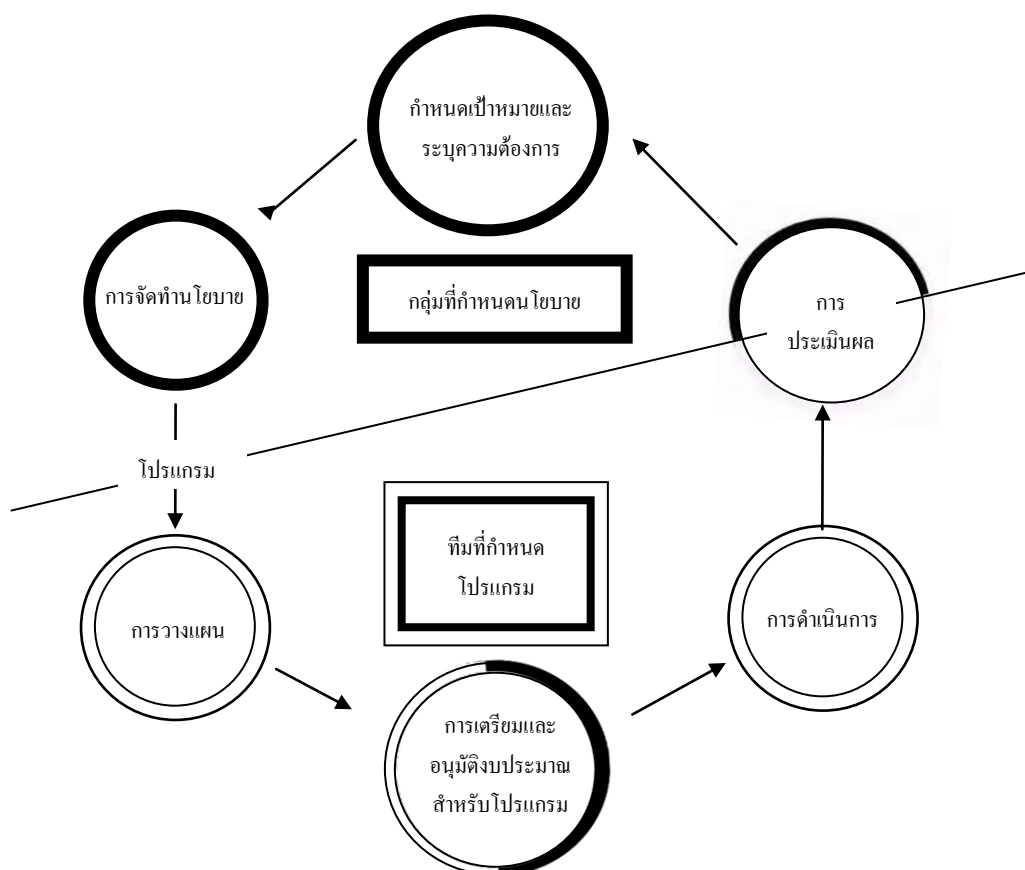 กำหนดเป้าหมายและ
ระบุความต้องการ
การจัดทำนโยบาย
กลุ่มที่กำหนดนโยบาย
การ
ประเมินผล
โปรแกรม
ทีมที่กำหนด
โปรแกรม
การวางแผน
การดำเนินการ
การเตรียมและ
อนุมัติงบประมาณ
สำหรับโปรแกรม